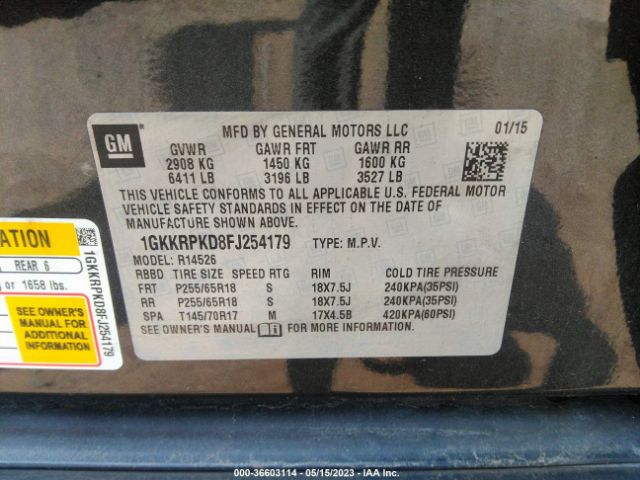 GM
MFD BY GENERAL MOTORS LLC 01/15
GVWR GAWR FRT GAWR RR
2908 KG 1450 KG 1600 KG
6411 LB 3196 LB 3527 LB
THIS VEHICLE CONFORMS TO ALL APPLICABLE U.S. FEDERAL MOTOR
VEHICLE SAFETY STANDARDS IN EFFECT ON THE DATE OF
MANUFACTURE SHOWN ABOVE.
1GKKRPKD8FJ254179 TYPE: M.P.V.
MODEL: R14526
RBBD TIRE SIZE SPEED RTG RIM COLD TIRE PRESSURE
FRT P255/65R18 S 18X7.5J 240KPA(35PSI)
RR P255/65R18 S 18X7.5J 240KPA(35PSI)
SPA T145/70R17 M 17X4.5B 420KPA(60PSI)
SEE OWNER'S MANUAL FOR MORE INFORMATION
ATION
REAR 6
or 1658 lbs.
SEE OWNER'S
MANUAL FOR
ADDITIONAL
INFORMATION
1GKKRPKD8FJ254179
000-36603114 - 05/15/2023 - IAA Inc.